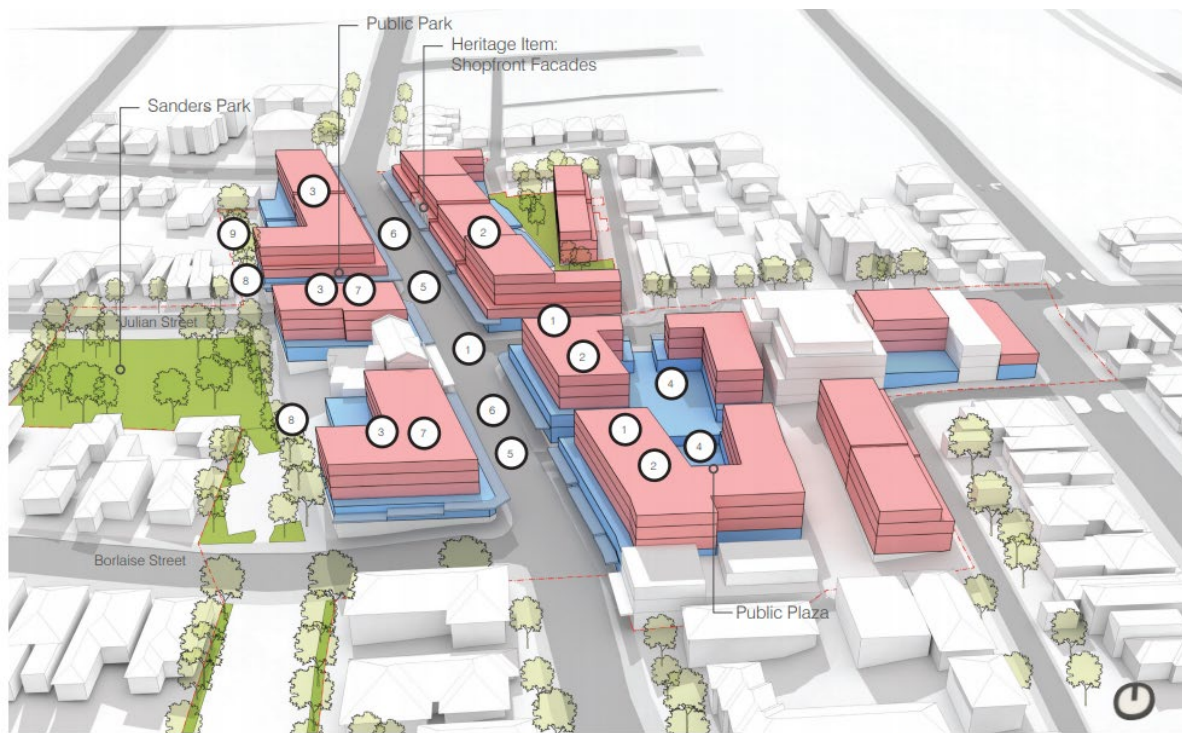 Public Park
Heritage Item:
Shopfront Facades
Sanders Park
3
9
6
2
8
3
7
5
Julian Street
1
1
2
4
8
3
7
6
1
4
5
2
Borlaise Street
Public Plaza